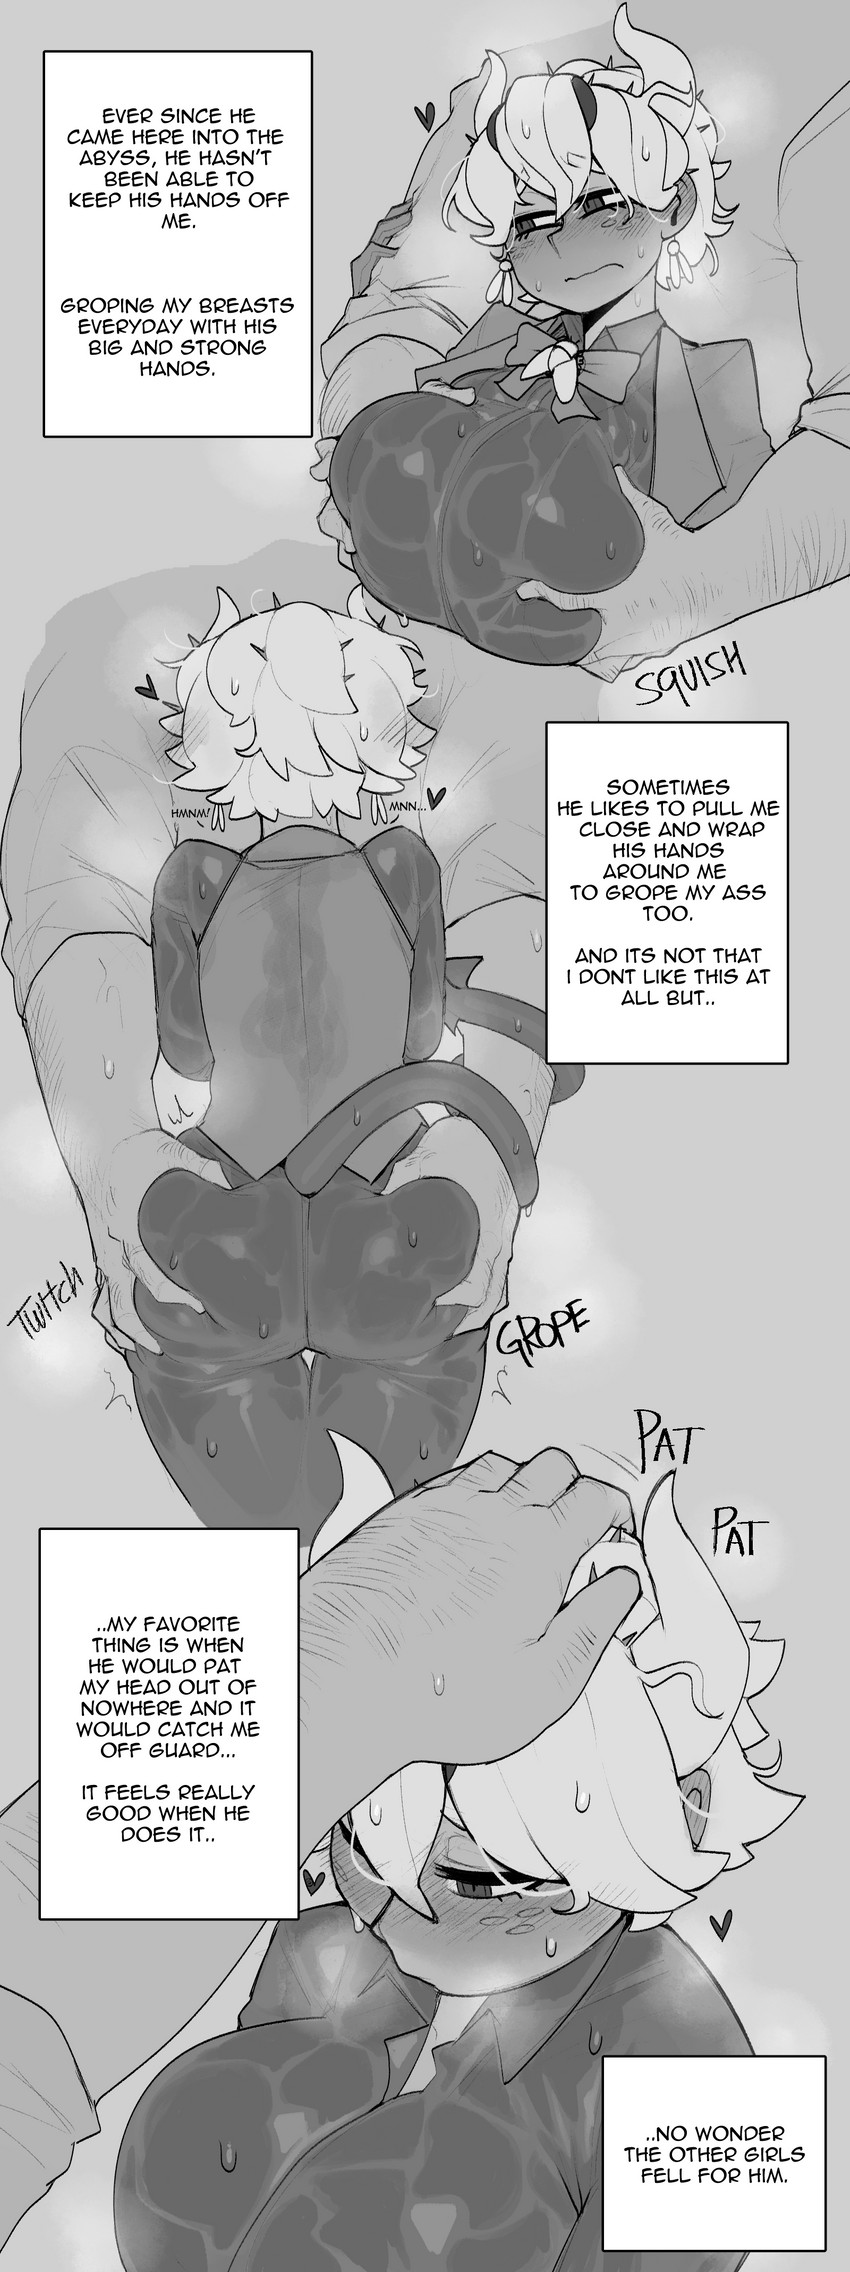 EVER SINCE HE
CAME HERE INTO THE
ABYSS, HE HASN'T
BEEN ABLE TO
KEEP HIS HANDS OFF
ME.
GROPING MY BREASTS
EVERYDAY WITH HIS
BIG AND STRONG
HANDS.
SQUISH
SOMETIMES
HE LIKES TO PULL ME
CLOSE AND WRAP
HIS HANDS
AROUND ME
TO GROPE MY ASS
TOO.
AND ITS NOT THAT
I DONT LIKE THIS AT
ALL BUT..
HMNM!
MNN...
TWITCH
GROPE
PAT
PAT
..MY FAVORITE
THING IS WHEN
HE WOULD PAT
MY HEAD OUT OF
NOWHERE AND IT
WOULD CATCH ME
OFF GUARD...
IT FEELS REALLY
GOOD WHEN HE
DOES IT..
..NO WONDER
THE OTHER GIRLS
FELL FOR HIM.